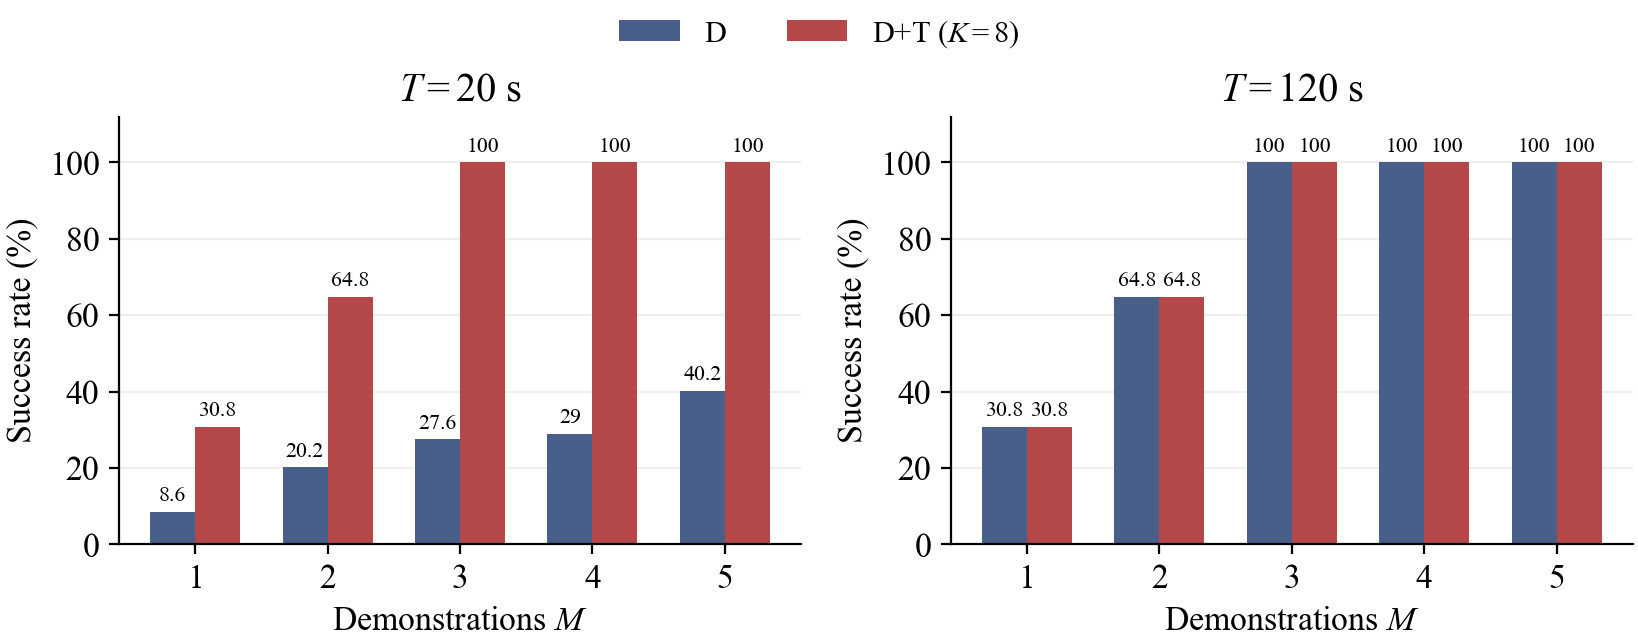 D D+T (K=8)
T=20 s
Success rate (%)
100
80
60
40
20
0
8.6 30.8
20.2 64.8
27.6 100
29 100
40.2 100
1 2 3 4 5
Demonstrations M
T=120 s
Success rate (%)
100
80
60
40
20
0
30.8 30.8
64.8 64.8
100 100
100 100
100 100
1 2 3 4 5
Demonstrations M